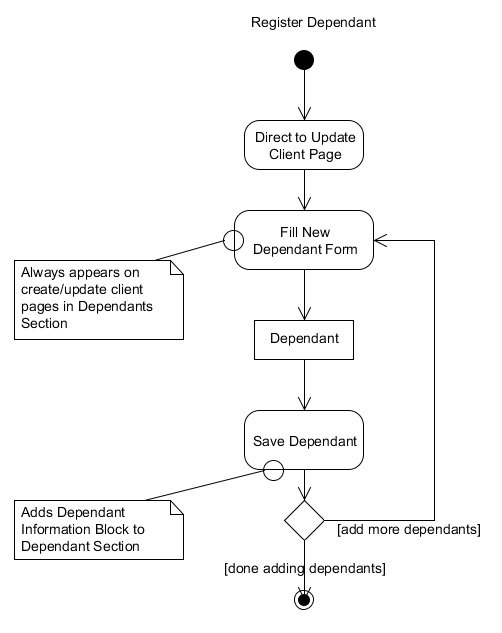 Register Dependant
Direct to Update
Client Page
Fill New
Dependant Form
Always appears on
create/update client
pages in Dependants
Section
Dependant
Save Dependant
Adds Dependant
Information Block to
Dependant Section
[add more dependants]
[done adding dependants]